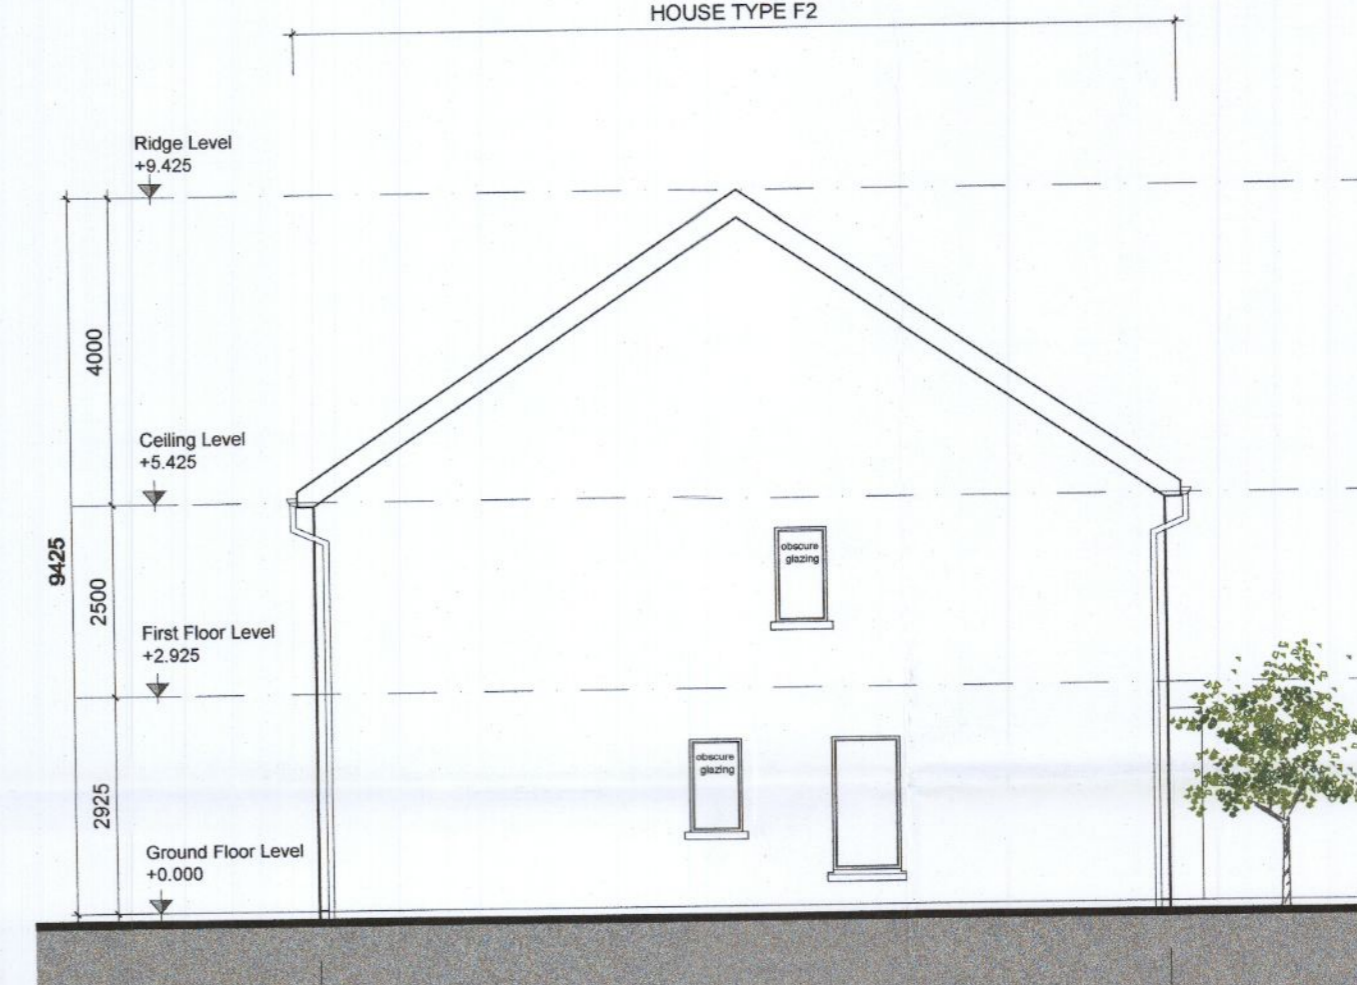 HOUSE TYPE F2
Ridge Level
+9.425
4000
Ceiling Level
+5.425
9425
2500
obscure
glazing
First Floor Level
+2.925
2925
obscure
glazing
Ground Floor Level
+0.000